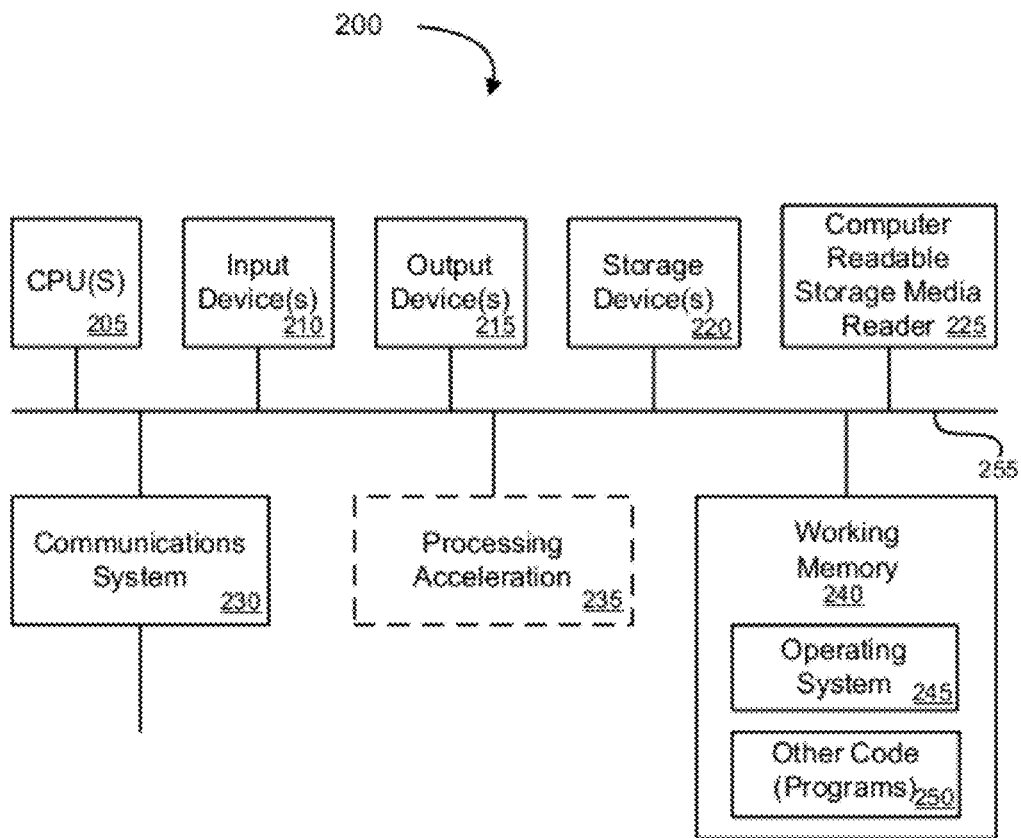 200
CPU(S)
205
Input
Device(s)
210
Output
Device(s)
215
Storage
Device(s)
220
Computer
Readable
Storage Media
Reader 225
255
Communications
System
230
Processing
Acceleration
235
Working
Memory
240
Operating
System
245
Other Code
(Programs)
250